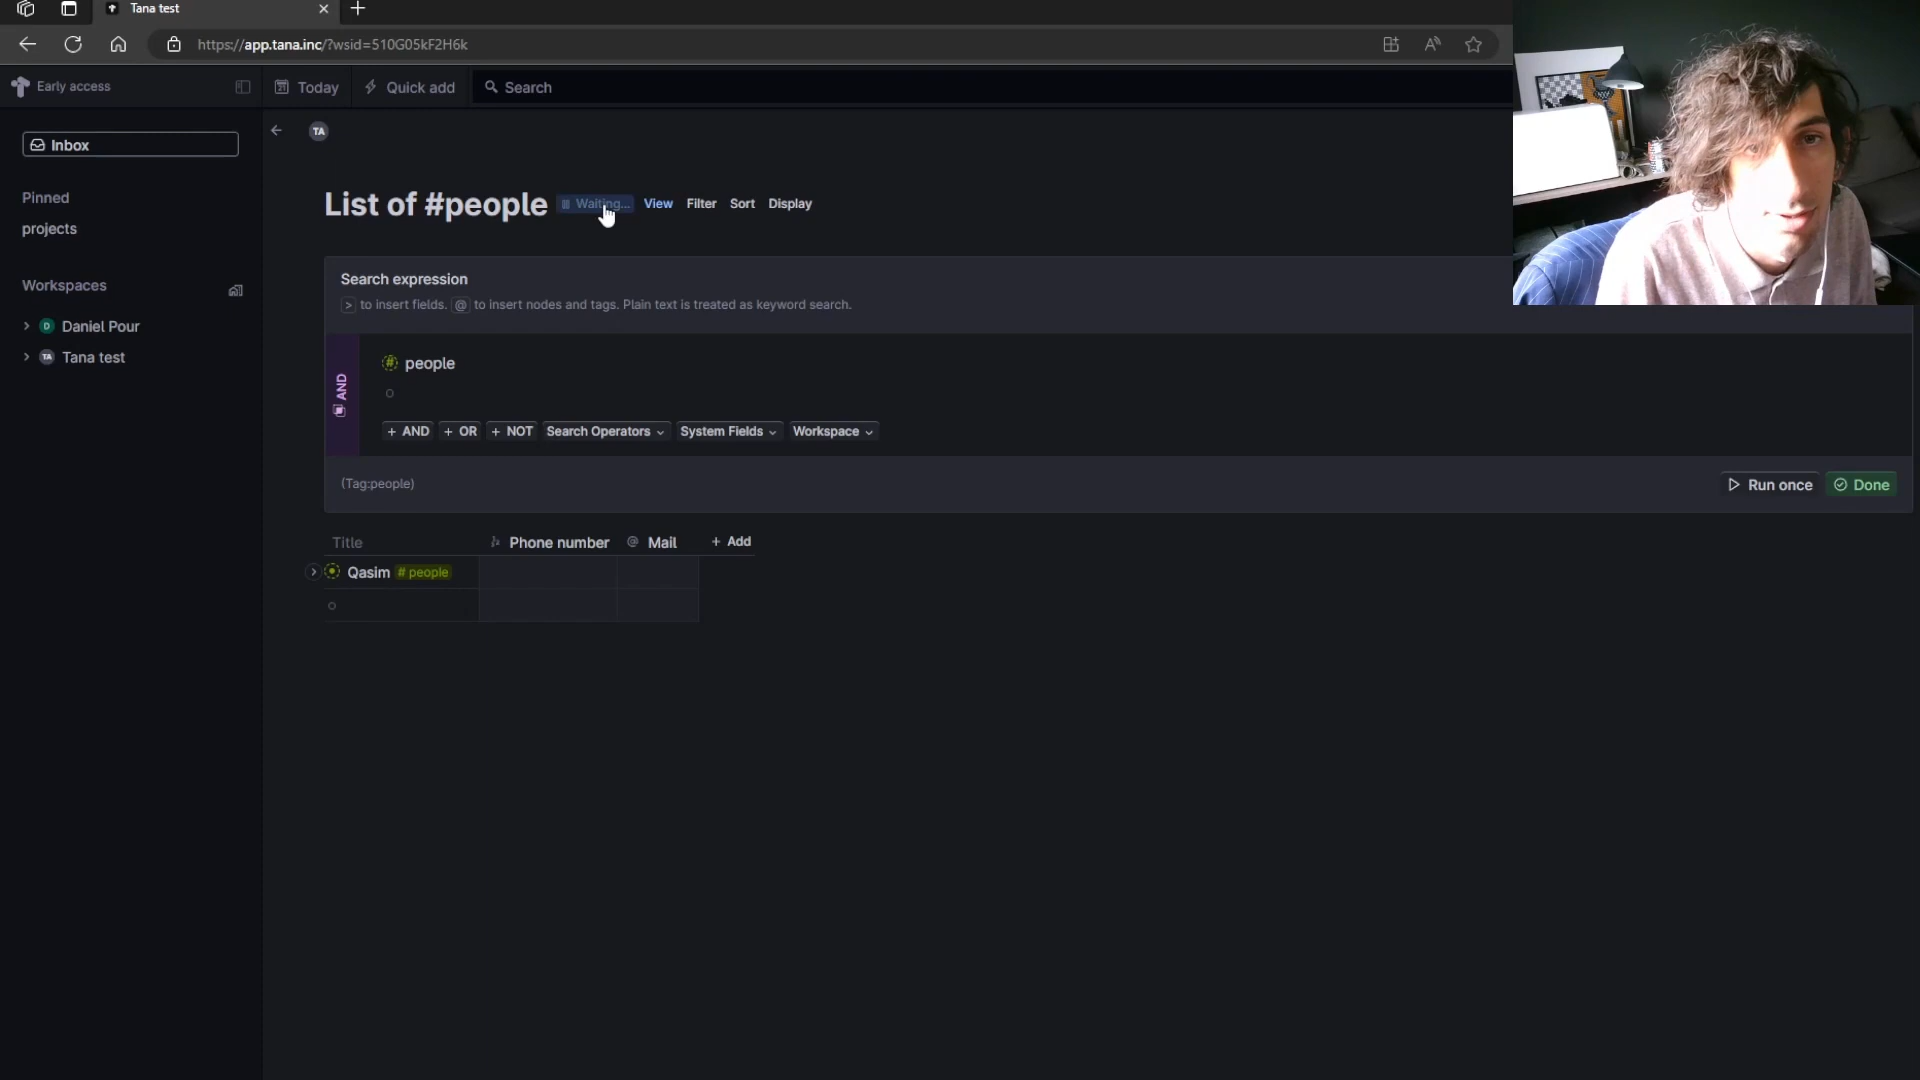 Tana test
https://app.tana.inc/?wsid=510G05kF2H6k
Early access
Today
Quick add
Search
Inbox
TA
Pinned
projects
Workspaces
D Daniel Pour
TA Tana test
List of #people
Waiting...
View
Filter
Sort
Display
Search expression
> to insert fields. @ to insert nodes and tags. Plain text is treated as keyword search.
AND
# people
+ AND
+ OR
+ NOT
Search Operators
System Fields
Workspace
(Tag:people)
Run once
Done
Title
Phone number
@ Mail
+ Add
Qasim # people